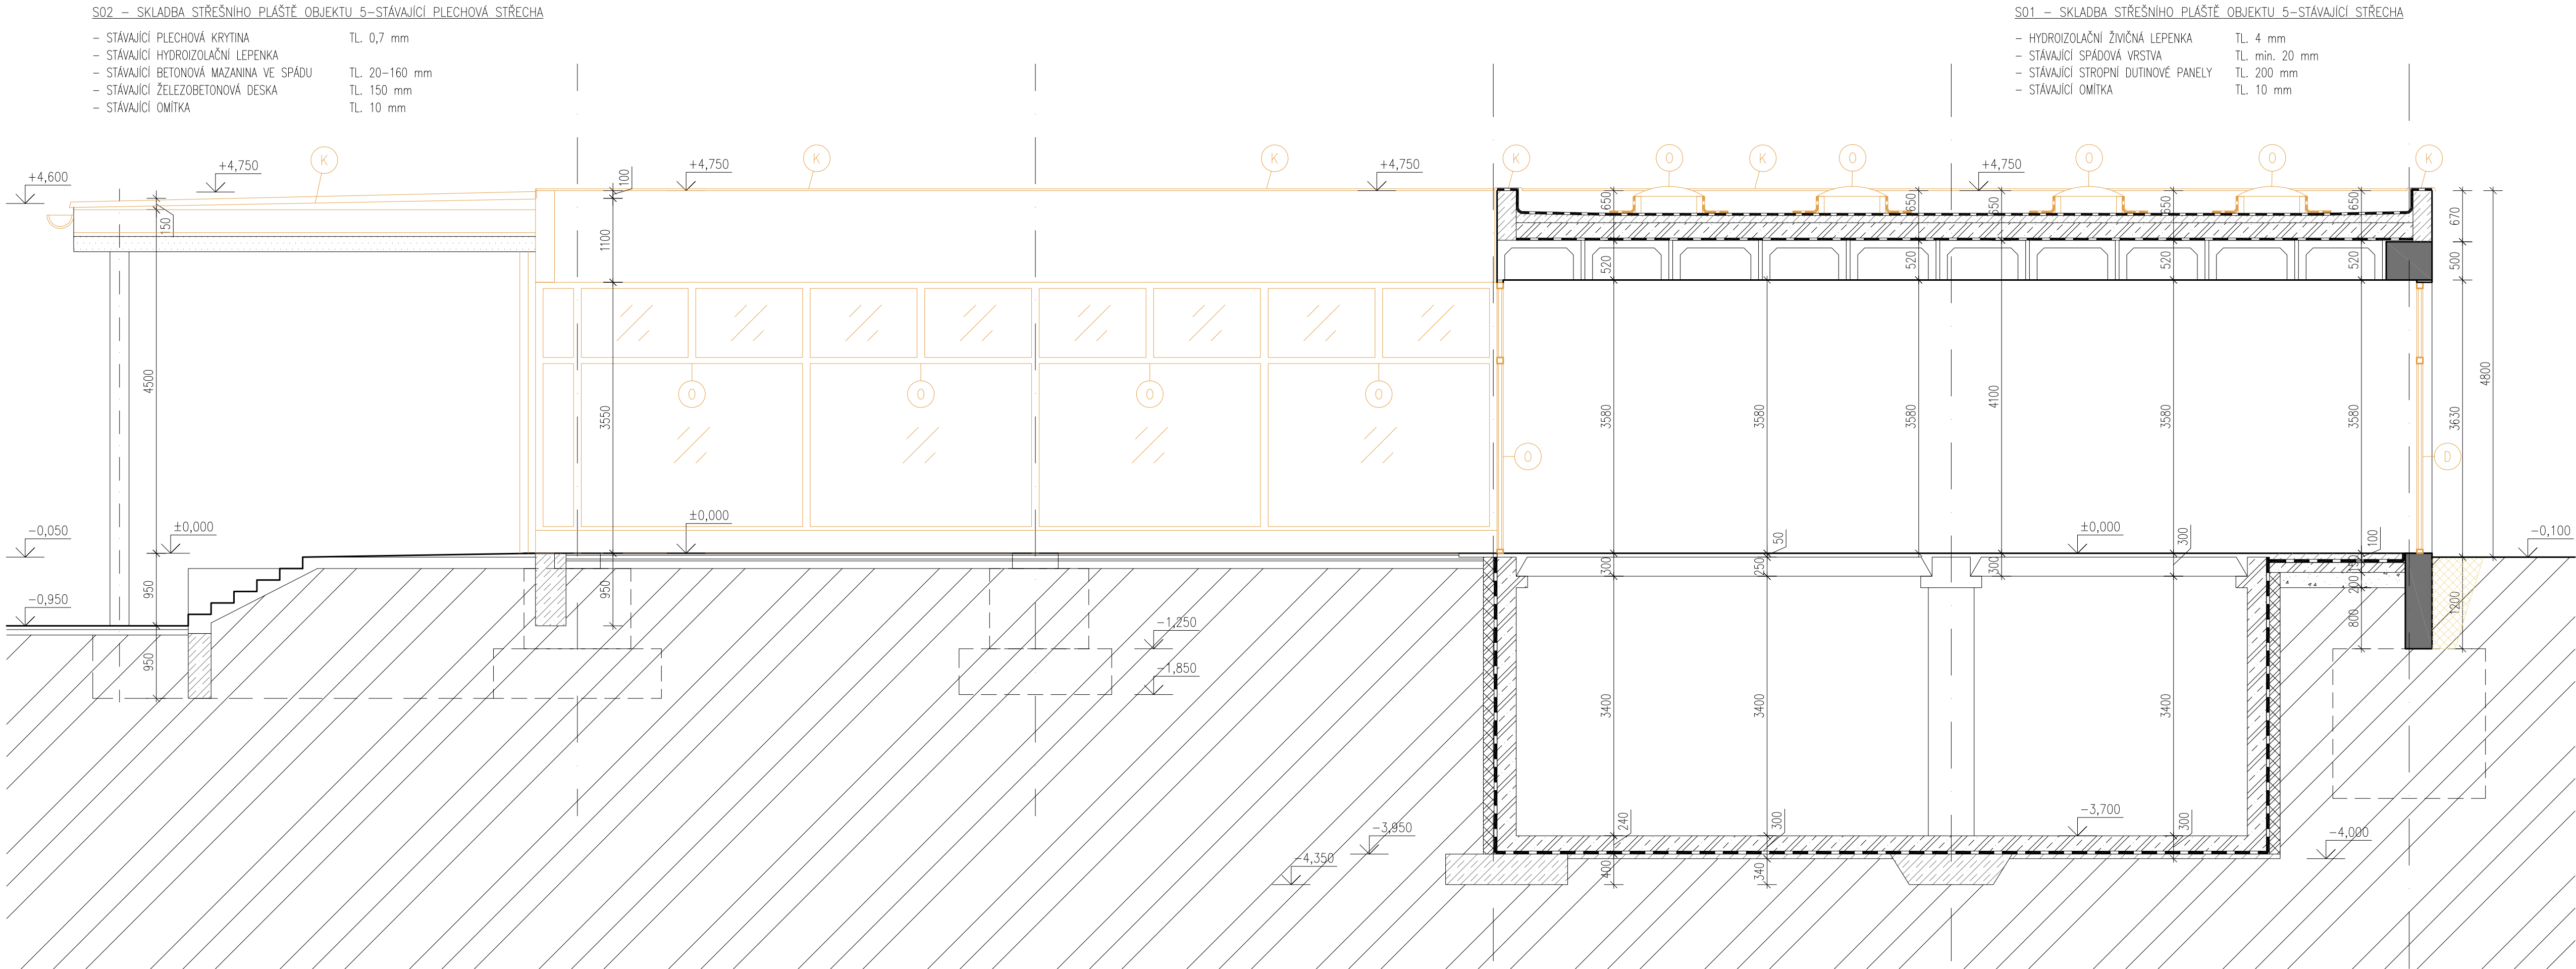 S02 – SKLADBA STŘEŠNÍHO PLÁŠTĚ OBJEKTU 5–STÁVAJÍCÍ PLECHOVÁ STŘECHA
– STÁVAJÍCÍ PLECHOVÁ KRYTINA TL. 0,7 mm
– STÁVAJÍCÍ HYDROIZOLAČNÍ LEPENKA
– STÁVAJÍCÍ BETONOVÁ MAZANINA VE SPÁDU TL. 20–160 mm
– STÁVAJÍCÍ ŽELEZOBETONOVÁ DESKA TL. 150 mm
– STÁVAJÍCÍ OMÍTKA TL. 10 mm
S01 – SKLADBA STŘEŠNÍHO PLÁŠTĚ OBJEKTU 5–STÁVAJÍCÍ STŘECHA
– HYDROIZOLAČNÍ ŽIVIČNÁ LEPENKA TL. 4 mm
– STÁVAJÍCÍ SPÁDOVÁ VRSTVA TL. min. 20 mm
– STÁVAJÍCÍ STROPNÍ DUTINOVÉ PANELY TL. 200 mm
– STÁVAJÍCÍ OMÍTKA TL. 10 mm
K K K K O K O O O K
+4,600 +4,750 +4,750 +4,750 +4,750
100
150 1100 650 650 650 650 650 670
520 520 520 520 500
4500 3550 3580 3580 3580 4100 3580 3580 3630 4800
O O O O O D
–0,050 ±0,000 ±0,000 50 ±0,000 300 100 –0,100
950 950 300 250 300 150 200 800 1200
–0,950
950
–1,250
–1,850
3400 3400 3400
240 300 –3,700 300
–3,950 –4,000
–4,350 400 340